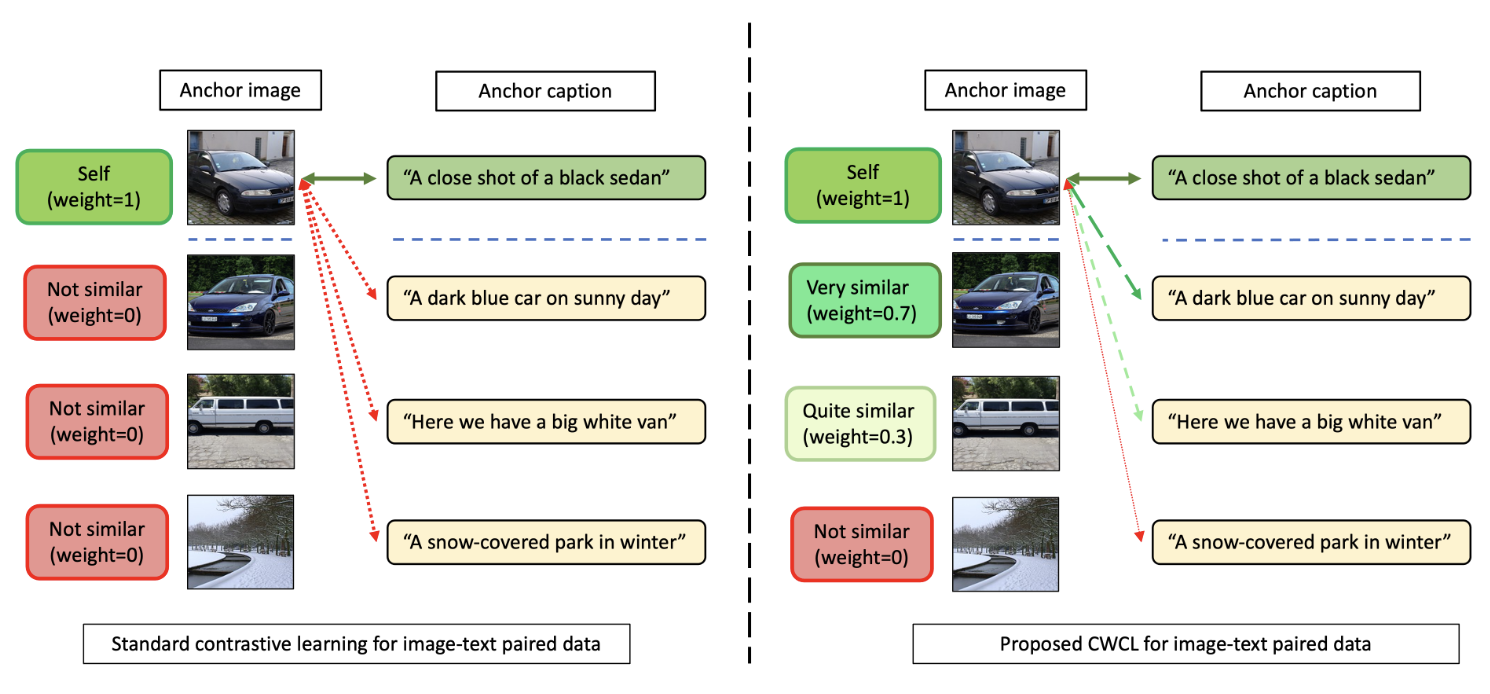 Anchor image
Anchor caption
Self
(weight=1)
“A close shot of a black sedan”
Not similar
(weight=0)
“A dark blue car on sunny day”
Not similar
(weight=0)
“Here we have a big white van”
Not similar
(weight=0)
“A snow-covered park in winter”
Standard contrastive learning for image-text paired data
Anchor image
Anchor caption
Self
(weight=1)
“A close shot of a black sedan”
Very similar
(weight=0.7)
“A dark blue car on sunny day”
Quite similar
(weight=0.3)
“Here we have a big white van”
Not similar
(weight=0)
“A snow-covered park in winter”
Proposed CWCL for image-text paired data